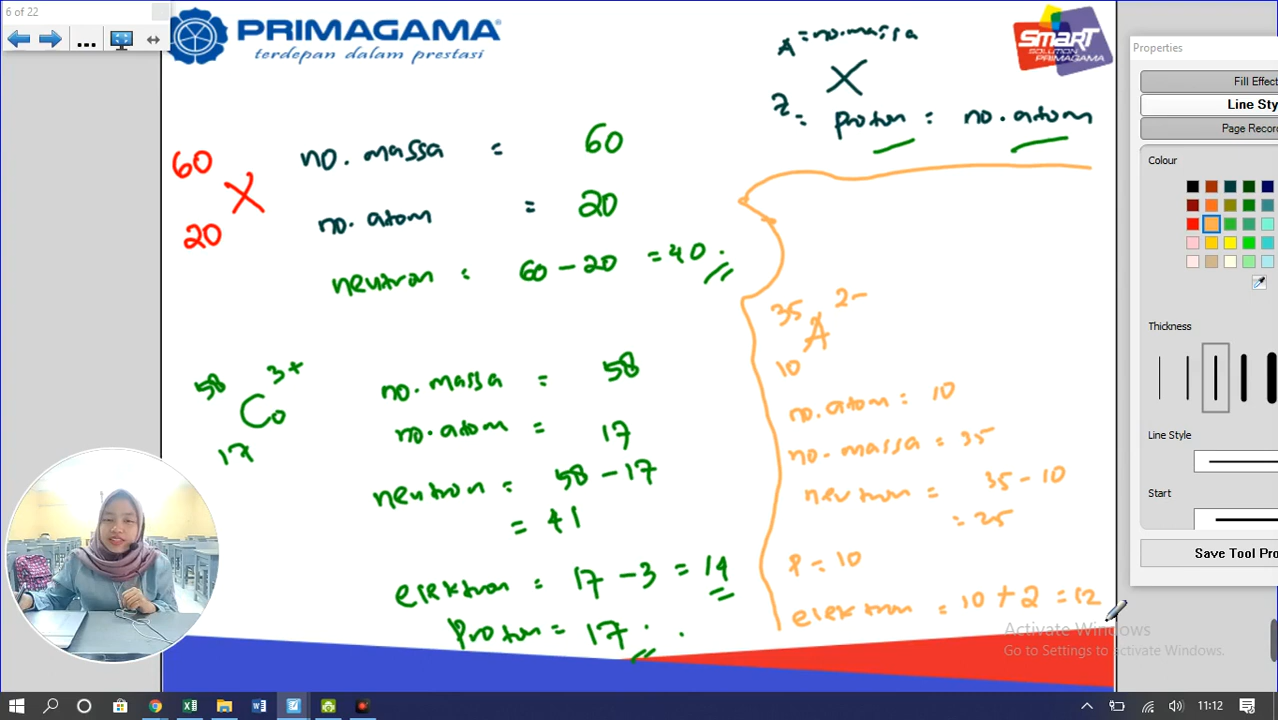 6 of 22
PRIMAGAMA
terdepan dalam prestasi
SMART
SOLUTION
PRIMAGAMA
A = no.massa
X
Z = proton = no.atom
60
X
20
no. massa = 60
no. atom = 20
neutron = 60 - 20 = 40
58 Co 3+
17
no. massa = 58
no. atom = 17
neutron = 58 - 17
= 41
elektron = 17 - 3 = 14
proton = 17
35 A 2-
10
no. atom = 10
no. massa = 35
neutron = 35 - 10
= 25
P = 10
elektron = 10 + 2 = 12
Properties
Fill Effect
Line Sty
Page Recor
Colour
Thickness
Line Style
Start
Save Tool Pro
Activate Windows
Go to Settings to activate Windows.
11:12